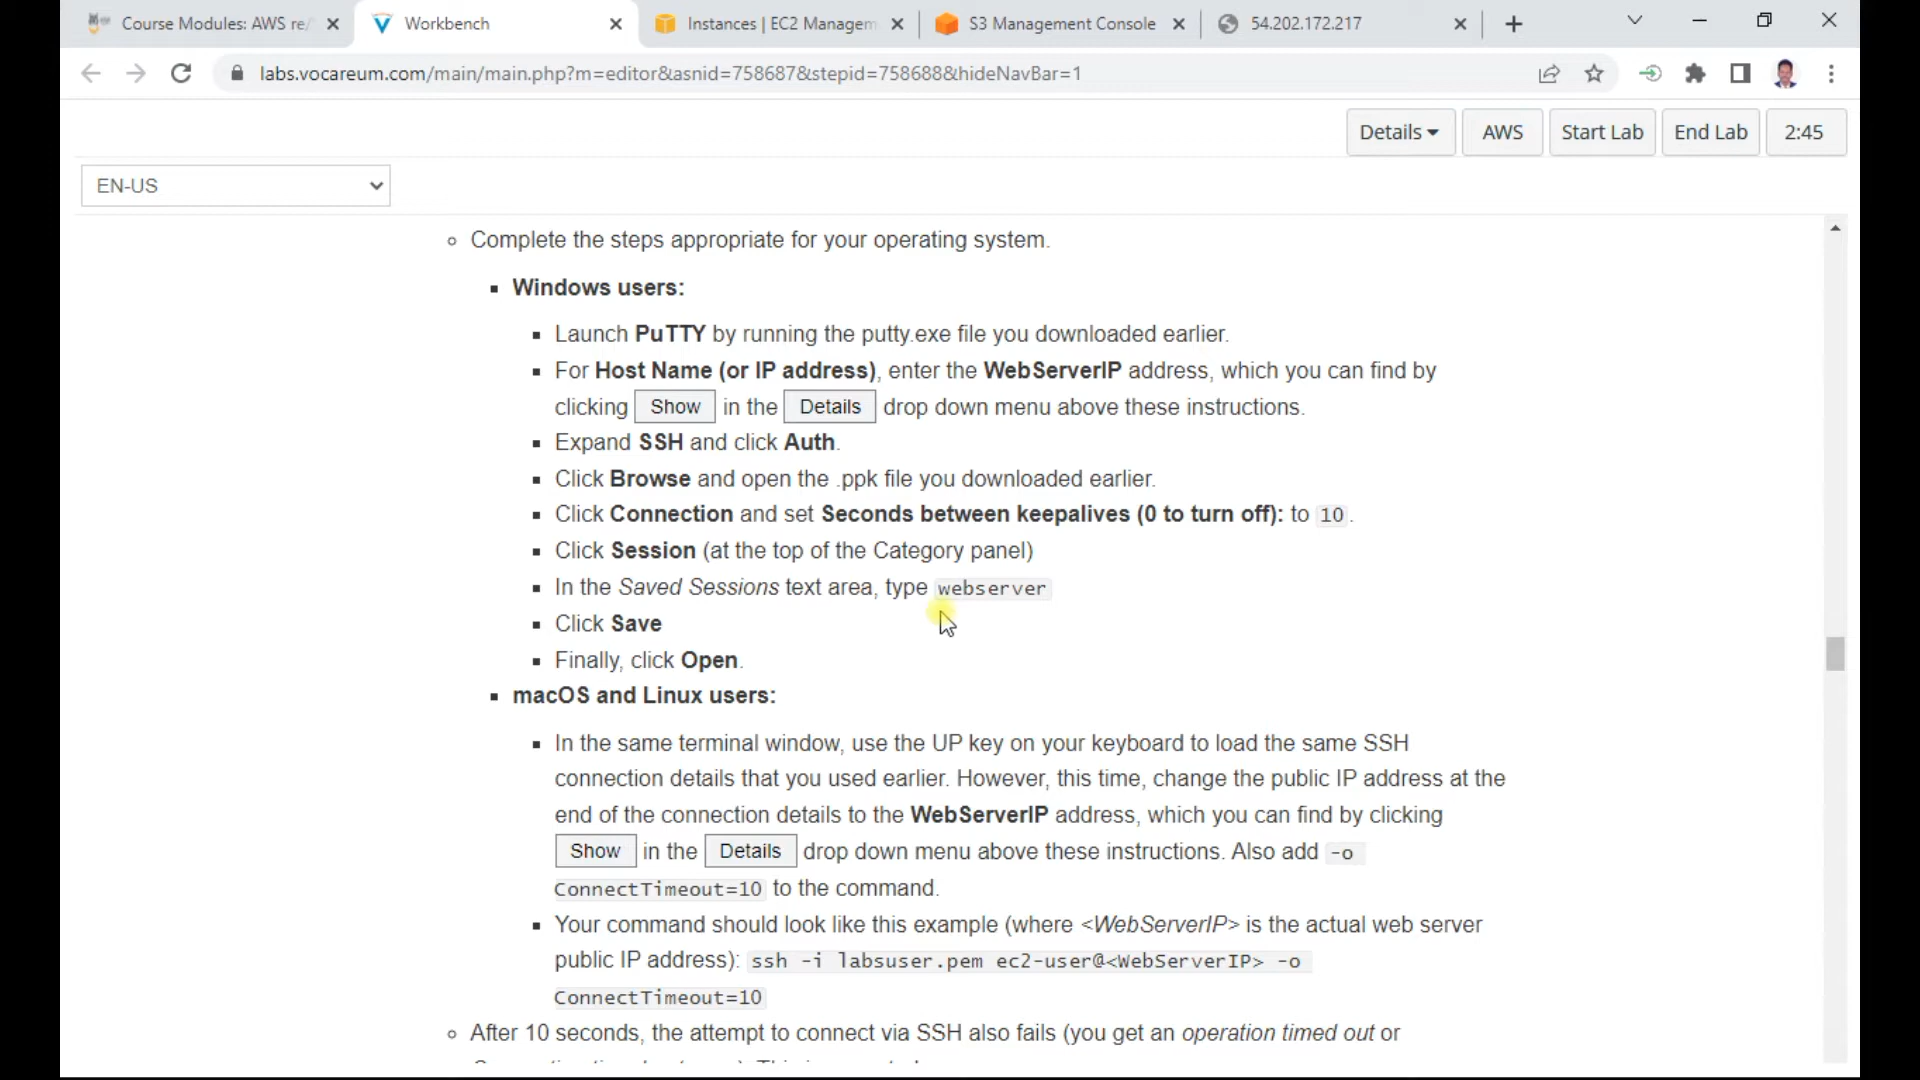 Course Modules: AWS re/
Workbench
Instances | EC2 Managem
S3 Management Console
54.202.172.217
labs.vocareum.com/main/main.php?m=editor&asnid=758687&stepid=758688&hideNavBar=1
Details
AWS
Start Lab
End Lab
2:45
EN-US
Complete the steps appropriate for your operating system.
Windows users:
Launch PuTTY by running the putty.exe file you downloaded earlier.
For Host Name (or IP address), enter the WebServerIP address, which you can find by
clicking Show in the Details drop down menu above these instructions.
Expand SSH and click Auth.
Click Browse and open the .ppk file you downloaded earlier.
Click Connection and set Seconds between keepalives (0 to turn off): to 10.
Click Session (at the top of the Category panel)
In the Saved Sessions text area, type webserver
Click Save
Finally, click Open.
macOS and Linux users:
In the same terminal window, use the UP key on your keyboard to load the same SSH
connection details that you used earlier. However, this time, change the public IP address at the
end of the connection details to the WebServerIP address, which you can find by clicking
Show in the Details drop down menu above these instructions. Also add -o
ConnectTimeout=10 to the command.
Your command should look like this example (where <WebServerIP> is the actual web server
public IP address): ssh -i labsuser.pem ec2-user@<WebServerIP> -o
ConnectTimeout=10
After 10 seconds, the attempt to connect via SSH also fails (you get an operation timed out or